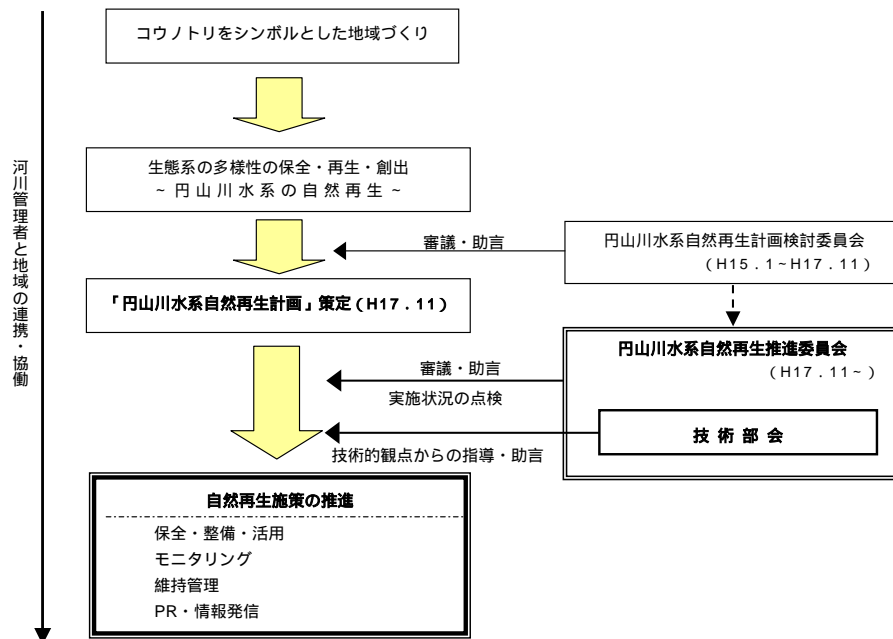 コウノトリをシンボルとした地域づくり
河川管理者と地域の連携・協働
生態系の多様性の保全・再生・創出
~ 円山川水系の自然再生 ~
審議・助言
円山川水系自然再生計画検討委員会
(H15.1~H17.11)
「円山川水系自然再生計画」策定(H17.11)
円山川水系自然再生推進委員会
(H17.11~)
審議・助言
実施状況の点検
技術部会
技術的観点からの指導・助言
自然再生施策の推進
保全・整備・活用
モニタリング
維持管理
PR・情報発信